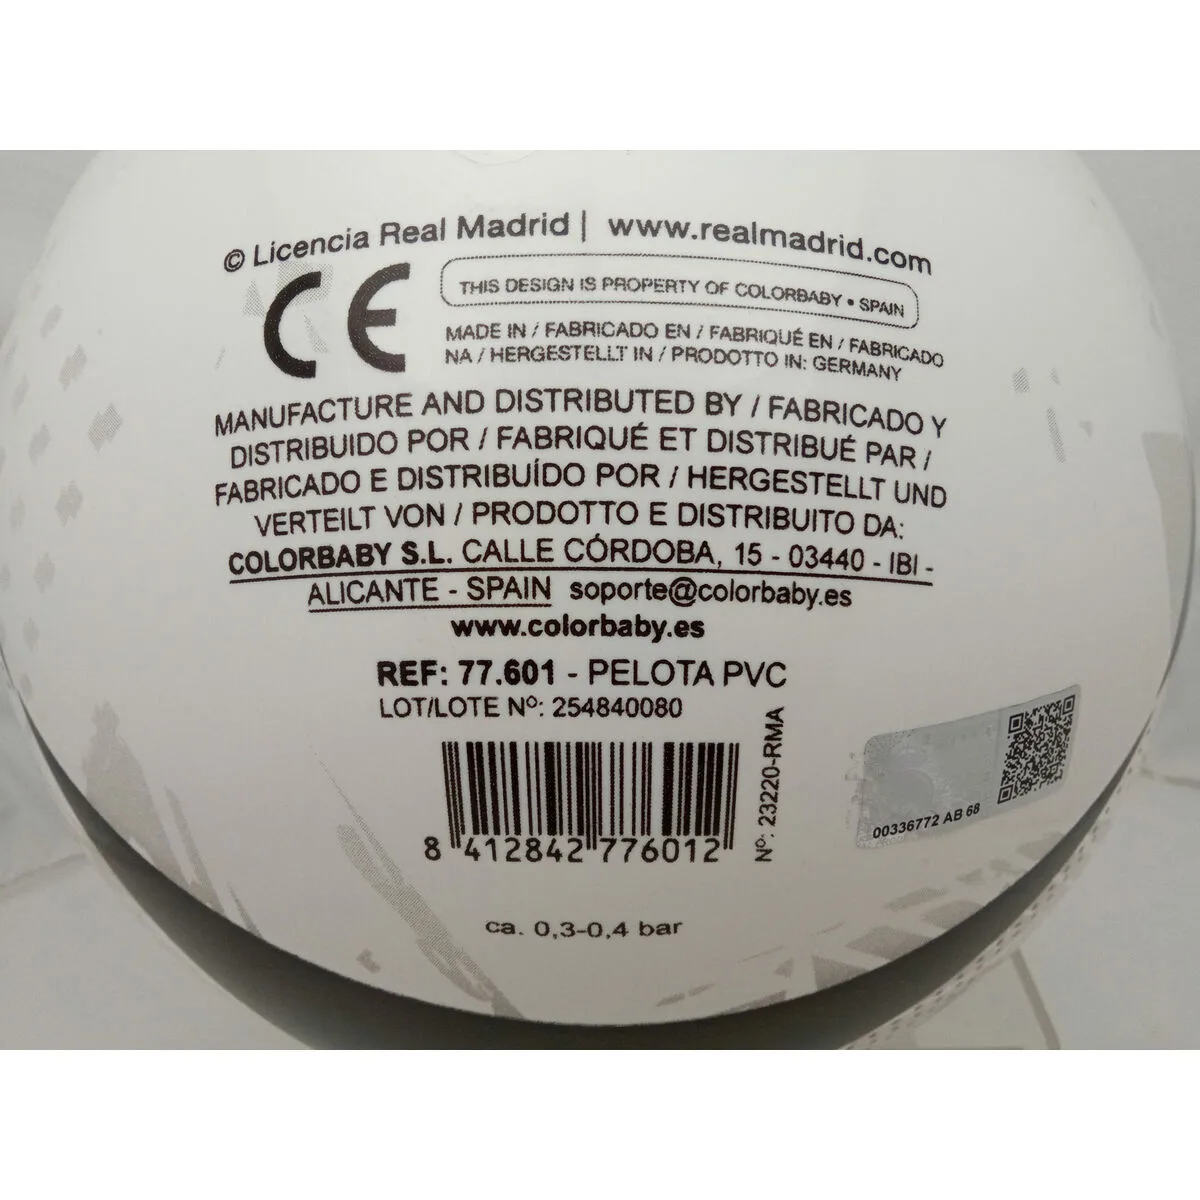 © Licencia Real Madrid | www.realmadrid.com
CE
THIS DESIGN IS PROPERTY OF COLORBABY • SPAIN
MADE IN / FABRICADO EN / FABRIQUÉ EN / FABRICADO
NA / HERGESTELLT IN / PRODOTTO IN: GERMANY
MANUFACTURE AND DISTRIBUTED BY / FABRICADO Y
DISTRIBUIDO POR / FABRIQUÉ ET DISTRIBUÉ PAR /
FABRICADO E DISTRIBUÍDO POR / HERGESTELLT UND
VERTEILT VON / PRODOTTO E DISTRIBUITO DA:
COLORBABY S.L. CALLE CÓRDOBA, 15 - 03440 - IBI -
ALICANTE - SPAIN soporte@colorbaby.es
www.colorbaby.es
REF: 77.601 - PELOTA PVC
LOT/LOTE Nº: 254840080
8 412842 776012
Nº: 23220-RMA
00336772 AB 68
ca. 0,3-0,4 bar